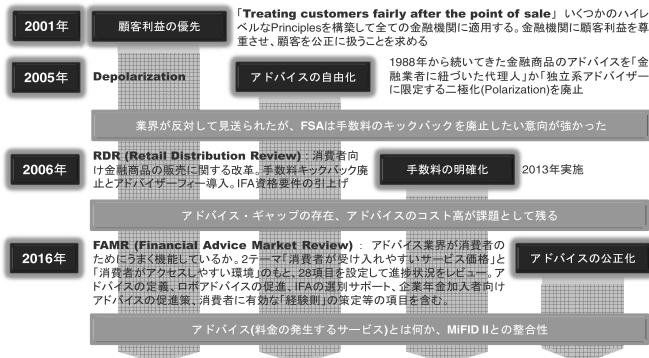 2001年
顧客利益の優先
「Treating customers fairly after the point of sale」 いくつかのハイレ
ベルなPrinciplesを構築して全ての金融機関に適用する。金融機関に顧客利益を尊
重させ、顧客を公正に扱うことを求める
2005年
Depolarization
アドバイスの自由化
1988年から続いてきた金融商品のアドバイスを「金
融業者に紐づいた代理人」か「独立系アドバイザー
に限定する二極化(Polarization)を廃止
業界が反対して見送られたが、FSAは手数料のキックバックを廃止したい意向が強かった
2006年
RDR (Retail Distribution Review)：消費者向
け金融商品の販売に関する改革。手数料キックバック廃
止とアドバイザーフィー導入。IFA資格要件の引上げ
手数料の明確化
2013年実施
アドバイス・ギャップの存在、アドバイスのコスト高が課題として残る
2016年
FAMR (Financial Advice Market Review)： アドバイス業界が消費者の
ためにうまく機能しているか。2テーマ「消費者が受け入れやすいサービス価格」と
「消費者がアクセスしやすい環境」のもと、28項目を設定して進捗状況をレビュー。ア
ドバイスの定義、ロボアドバイスの促進、IFAの選別サポート、企業年金加入者向け
アドバイスの促進策、消費者に有効な「経験則」の策定等の項目を含む。
アドバイスの公正化
アドバイス(料金の発生するサービス)とは何か、MiFID IIとの整合性